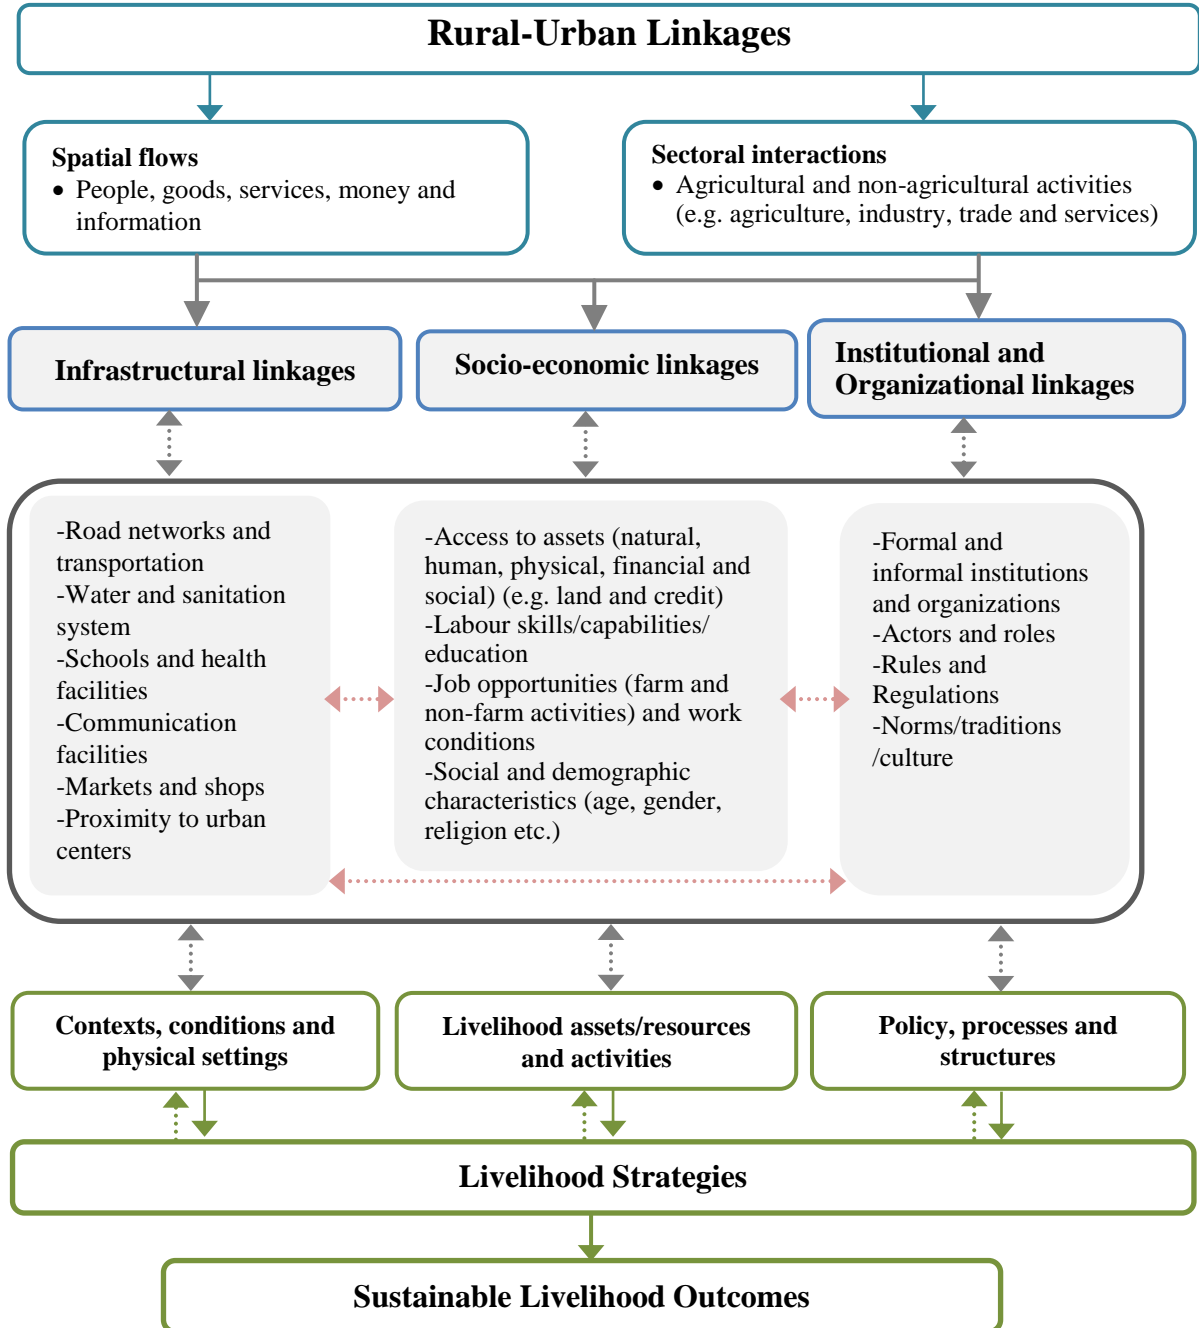 Rural-Urban Linkages
Spatial flows
• People, goods, services, money and
information
Sectoral interactions
• Agricultural and non-agricultural activities
(e.g. agriculture, industry, trade and services)
Infrastructural linkages
Socio-economic linkages
Institutional and
Organizational linkages
-Road networks and
transportation
-Water and sanitation
system
-Schools and health
facilities
-Communication
facilities
-Markets and shops
-Proximity to urban
centers
-Access to assets (natural,
human, physical, financial and
social) (e.g. land and credit)
-Labour skills/capabilities/
education
-Job opportunities (farm and
non-farm activities) and work
conditions
-Social and demographic
characteristics (age, gender,
religion etc.)
-Formal and
informal institutions
and organizations
-Actors and roles
-Rules and
Regulations
-Norms/traditions
/culture
Contexts, conditions and
physical settings
Livelihood assets/resources
and activities
Policy, processes and
structures
Livelihood Strategies
Sustainable Livelihood Outcomes